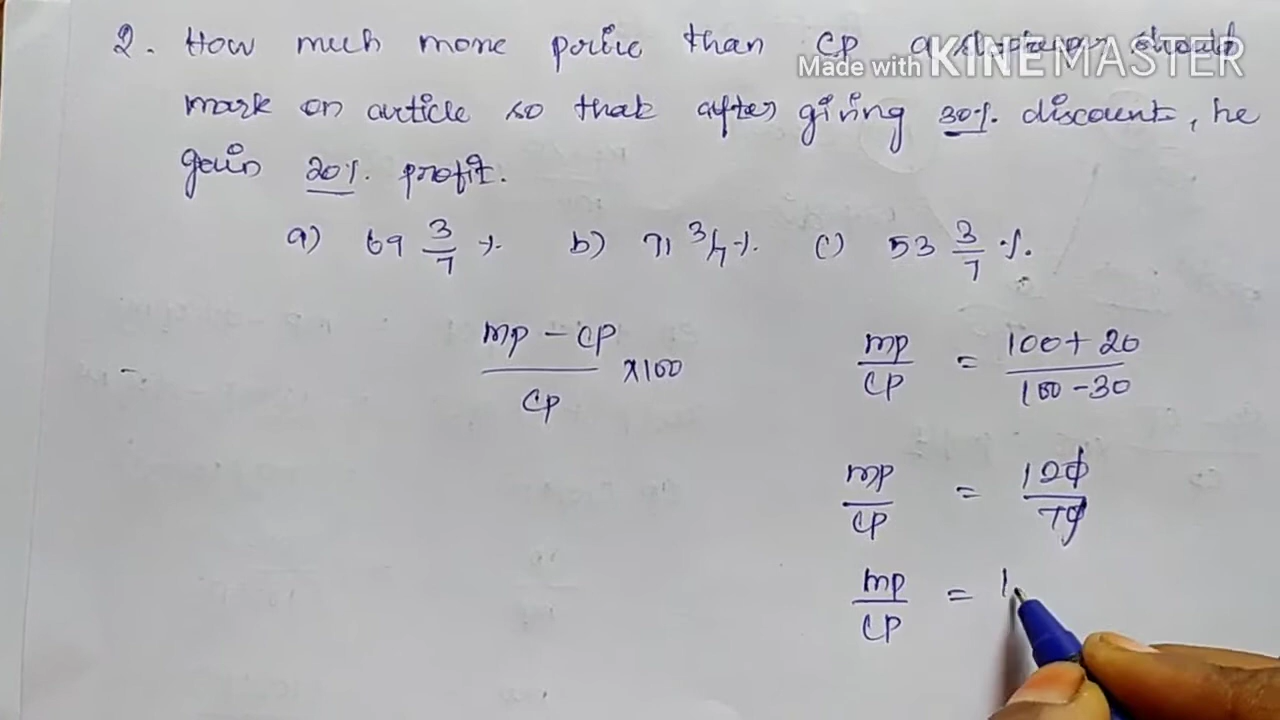 2. How much more price than CP a should
Made with KINEMASTER
mark on article so that after giving 30% discount, he
gain 20% profit.
a) 69 3/7 % b) 71 3/7 % c) 53 3/7 %.
MP - CP / CP ×100
MP / CP = 100 + 20 / 100 - 30
MP / CP = 120 / 70
MP / CP = 1